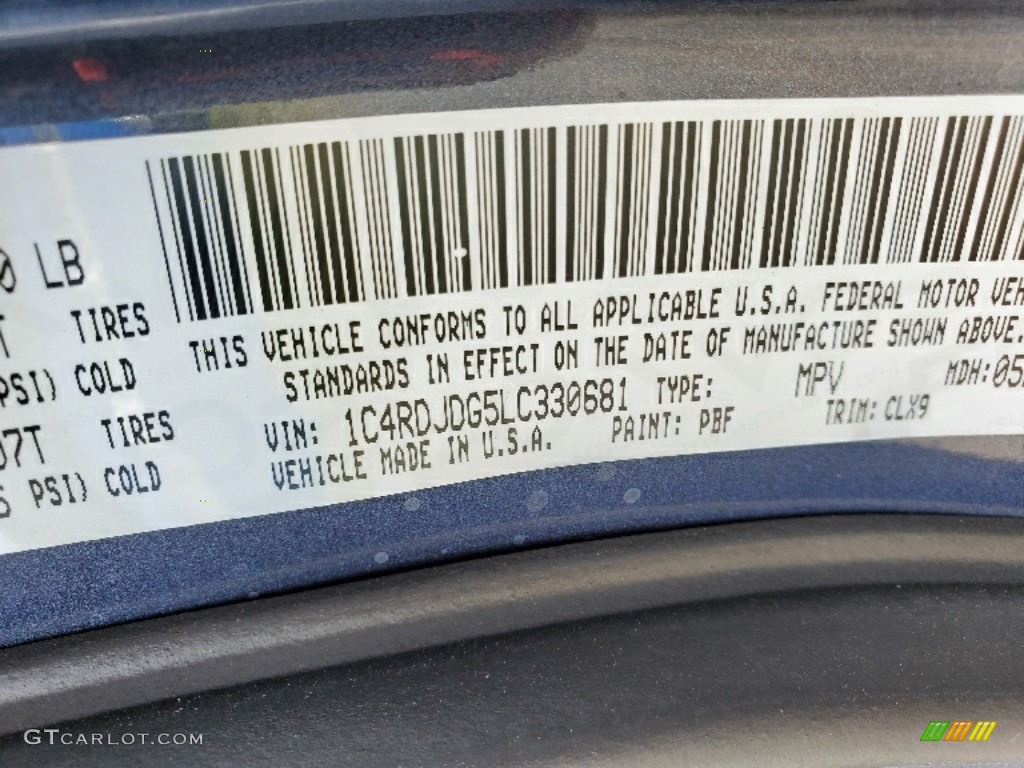 0 LB
T TIRES
PSI) COLD
07T TIRES
PSI) COLD
THIS VEHICLE CONFORMS TO ALL APPLICABLE U.S.A. FEDERAL MOTOR VEH
STANDARDS IN EFFECT ON THE DATE OF MANUFACTURE SHOWN ABOVE.
VIN: 1C4RDJDG5LC330681 TYPE: MPV MDH:05
VEHICLE MADE IN U.S.A. PAINT: PBF TRIM: CLX9
GTCARLOT.COM